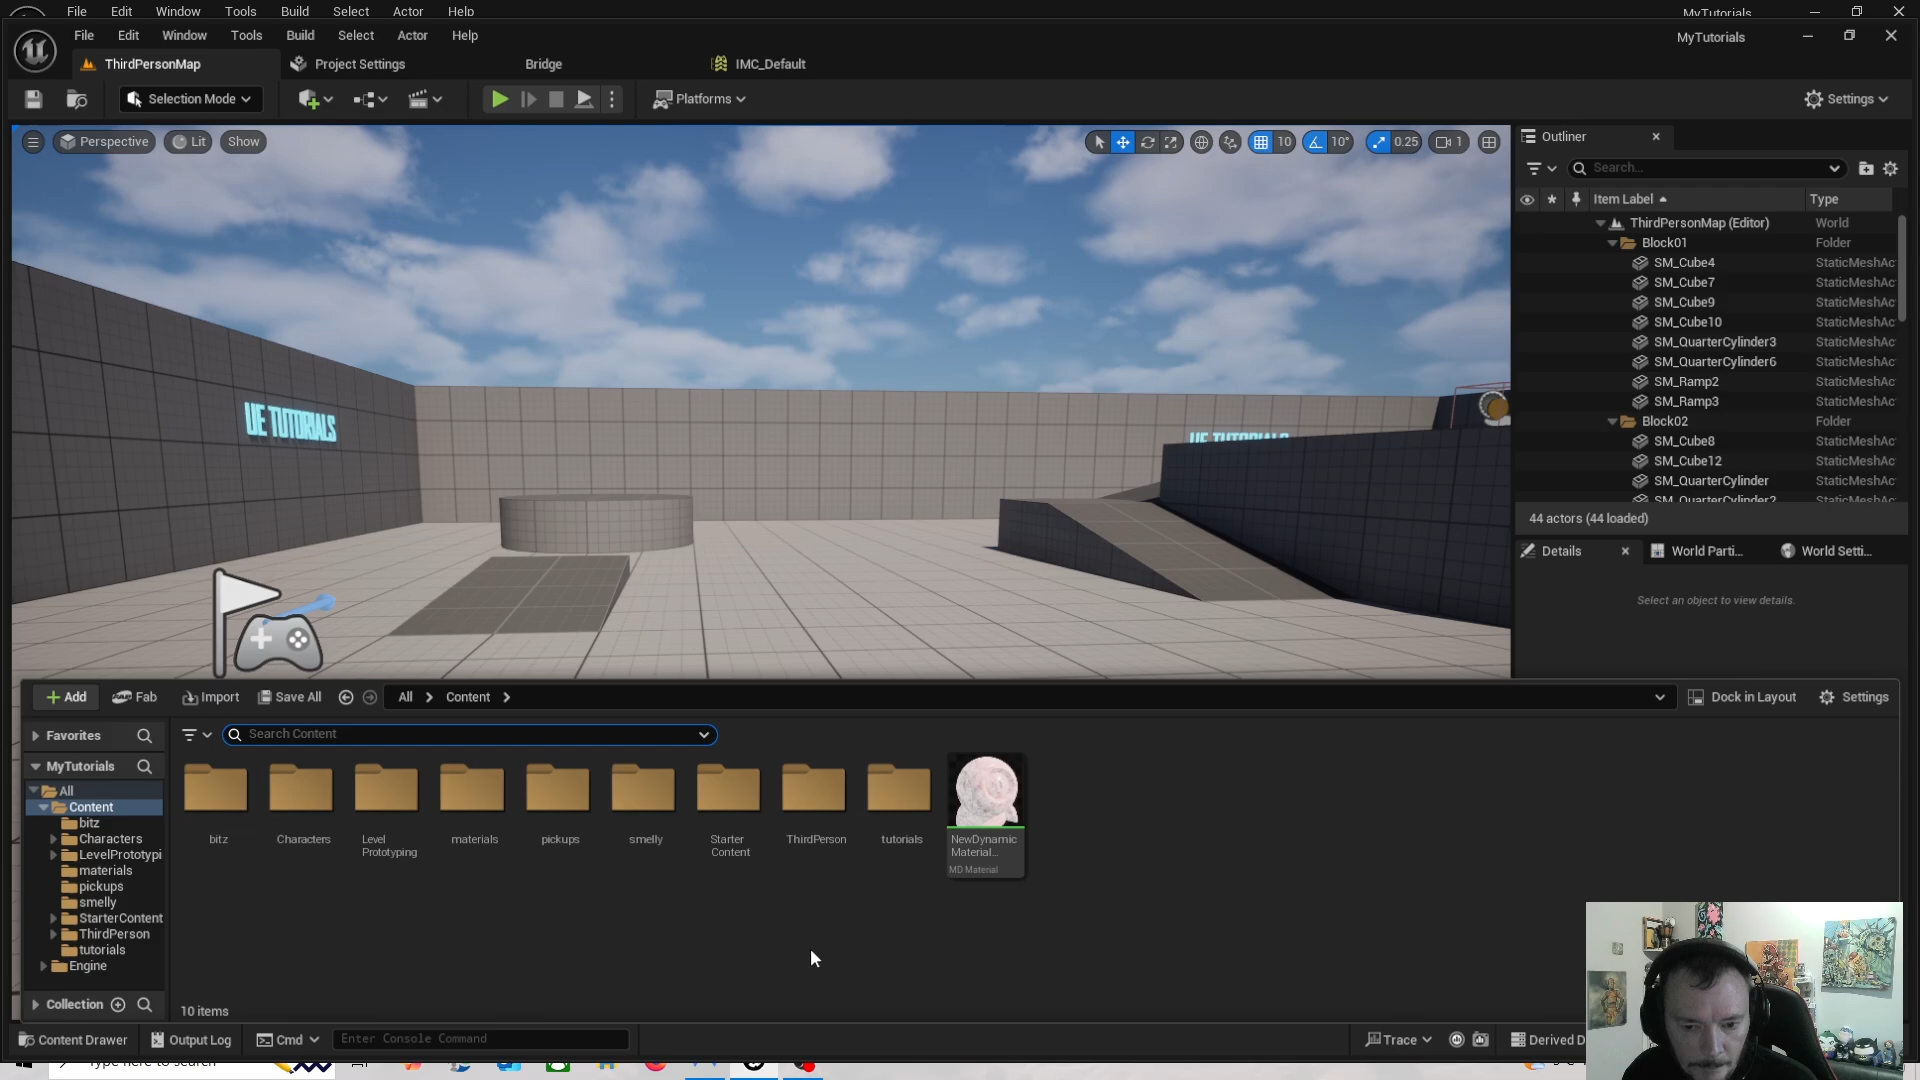 File Edit Window Tools Build Select Actor Help MyTutorials
File Edit Window Tools Build Select Actor Help MyTutorials
ThirdPersonMap Project Settings Bridge IMC_Default
Selection Mode Platforms Settings
Perspective Lit Show 10 10° 0.25 1
Outliner
Search...
Item Label Type
ThirdPersonMap (Editor) World
Block01 Folder
SM_Cube4 StaticMeshAc
SM_Cube7 StaticMeshAc
SM_Cube9 StaticMeshAc
SM_Cube10 StaticMeshAc
SM_QuarterCylinder3 StaticMeshAc
SM_QuarterCylinder6 StaticMeshAc
SM_Ramp2 StaticMeshAc
SM_Ramp3 StaticMeshAc
Block02 Folder
SM_Cube8 StaticMeshAc
SM_Cube12 StaticMeshAc
SM_QuarterCylinder StaticMeshAc
SM_QuarterCylinder2 StaticMeshAc
44 actors (44 loaded)
Details World Parti... World Setti...
Select an object to view details.
UE TUTORIALS
UE TUTORIALS
Add Fab Import Save All All Content Dock in Layout Settings
Favorites
Search Content
MyTutorials
All
Content
bitz
Characters
LevelPrototypi
materials
pickups
smelly
StarterContent
ThirdPerson
tutorials
Engine
Collection
bitz
Characters
Level
Prototyping
materials
pickups
smelly
Starter
Content
ThirdPerson
tutorials
NewDynamic
Material...
MD Material
10 items
Content Drawer Output Log Cmd Enter Console Command Trace Derived D
Type here to search